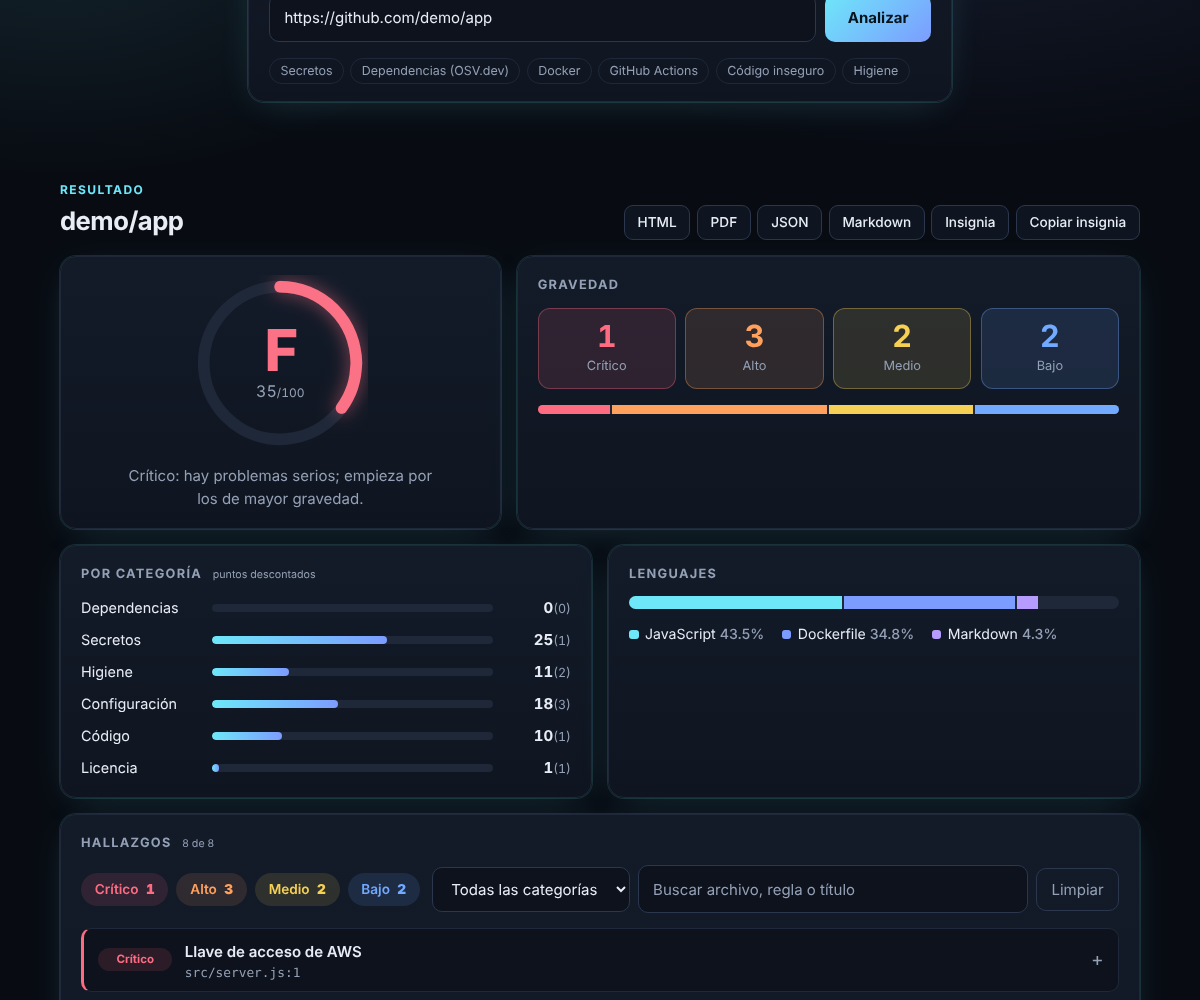 https://github.com/demo/app
Analizar
Secretos
Dependencias (OSV.dev)
Docker
GitHub Actions
Código inseguro
Higiene
RESULTADO
demo/app
HTML
PDF
JSON
Markdown
Insignia
Copiar insignia
F
35/100
Crítico: hay problemas serios; empieza por
los de mayor gravedad.
GRAVEDAD
1
Crítico
3
Alto
2
Medio
2
Bajo
POR CATEGORÍA puntos descontados
Dependencias 0(0)
Secretos 25(1)
Higiene 11(2)
Configuración 18(3)
Código 10(1)
Licencia 1(1)
LENGUAJES
JavaScript 43.5% Dockerfile 34.8% Markdown 4.3%
HALLAZGOS 8 de 8
Crítico 1
Alto 3
Medio 2
Bajo 2
Todas las categorías
Buscar archivo, regla o título
Limpiar
Crítico
Llave de acceso de AWS
src/server.js:1
+